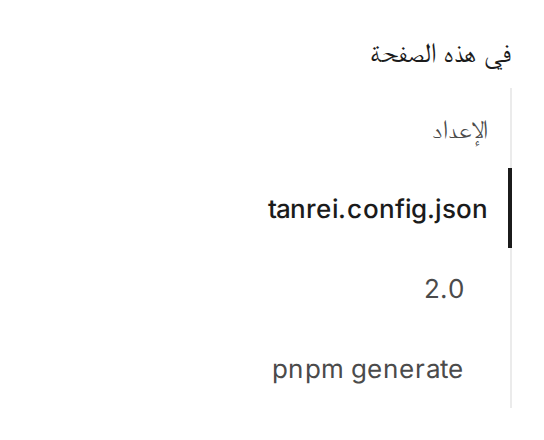 في هذه الصفحة
الإعداد
tanrei.config.json
2.0
pnpm generate